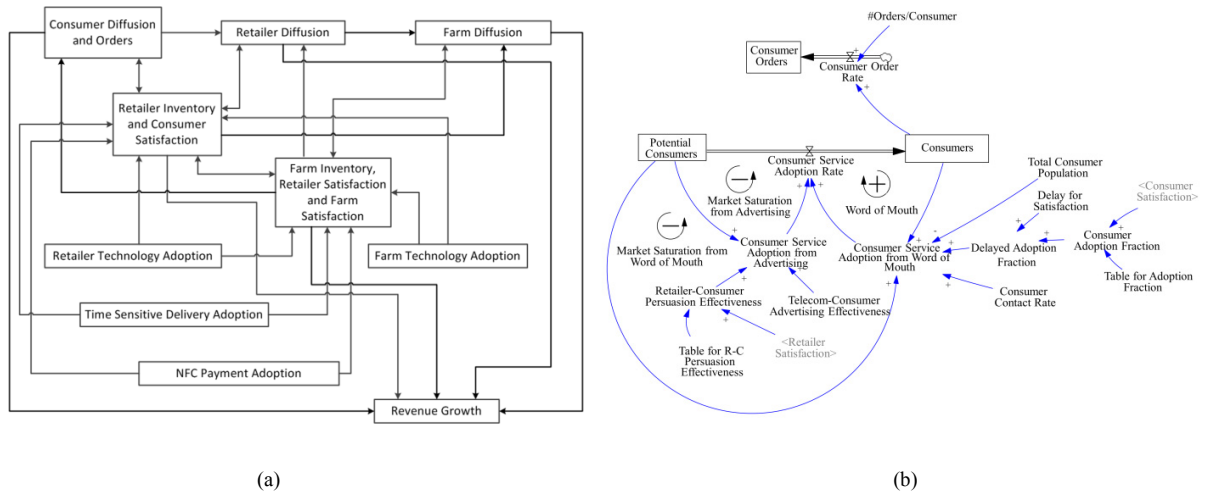 Consumer Diffusion
and Orders
Retailer Diffusion
Farm Diffusion
Retailer Inventory
and Consumer
Satisfaction
Farm Inventory,
Retailer Satisfaction
and Farm
Satisfaction
Retailer Technology Adoption
Farm Technology Adoption
Time Sensitive Delivery Adoption
NFC Payment Adoption
Revenue Growth
(a)
#Orders/Consumer
Consumer
Orders
Consumer Order
Rate
Potential
Consumers
Consumers
Consumer Service
Adoption Rate
Market Saturation
from Advertising
Word of Mouth
Total Consumer
Population
<Consumer
Satisfaction>
Delay for
Satisfaction
Market Saturation from
Word of Mouth
Consumer Service
Adoption from
Advertising
Consumer Service
Adoption from Word of
Mouth
Delayed Adoption
Fraction
Consumer
Adoption Fraction
Table for Adoption
Fraction
Retailer-Consumer
Persuasion Effectiveness
Telecom-Consumer
Advertising Effectiveness
Consumer
Contact Rate
Table for R-C
Persuasion
Effectiveness
<Retailer
Satisfaction>
(b)